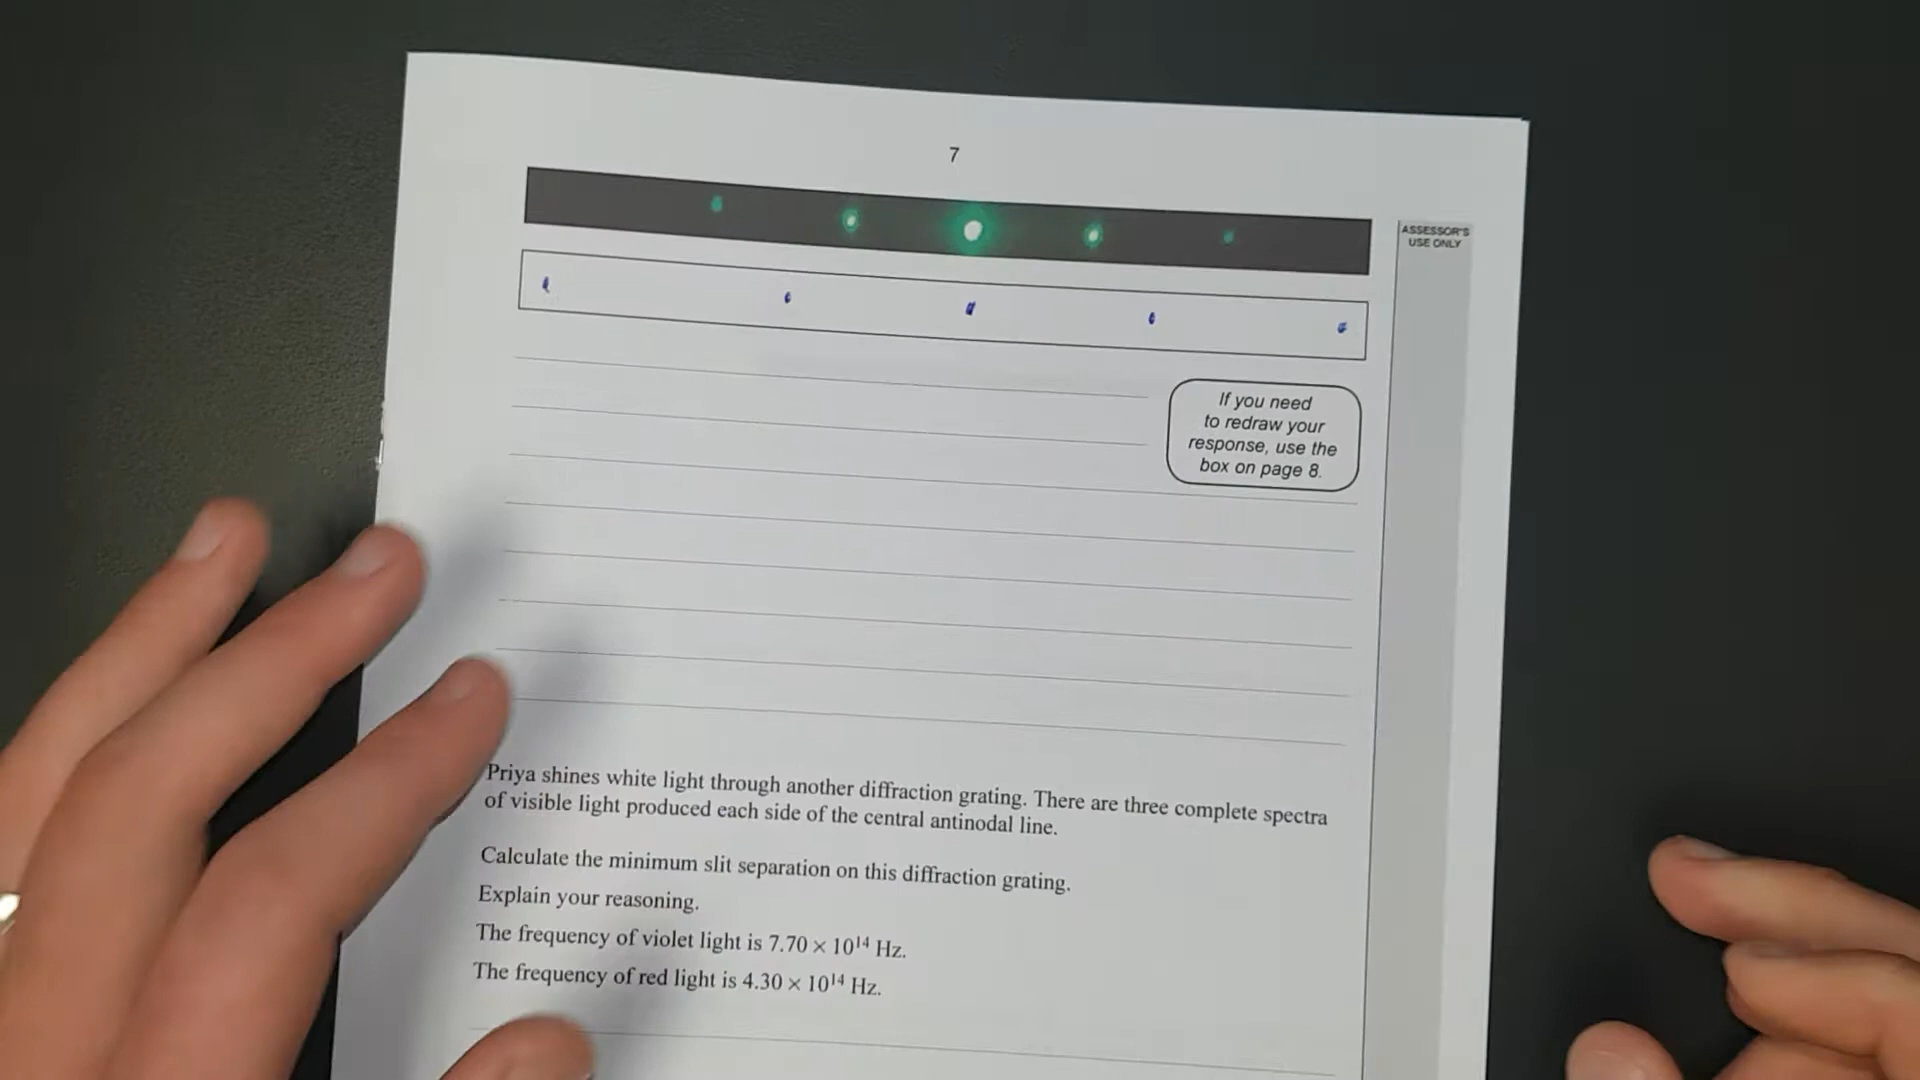 7
ASSESSOR'S
USE ONLY
If you need
to redraw your
response, use the
box on page 8.
Priya shines white light through another diffraction grating. There are three complete spectra
of visible light produced each side of the central antinodal line.
Calculate the minimum slit separation on this diffraction grating.
Explain your reasoning.
The frequency of violet light is 7.70 × 10¹⁴ Hz.
The frequency of red light is 4.30 × 10¹⁴ Hz.